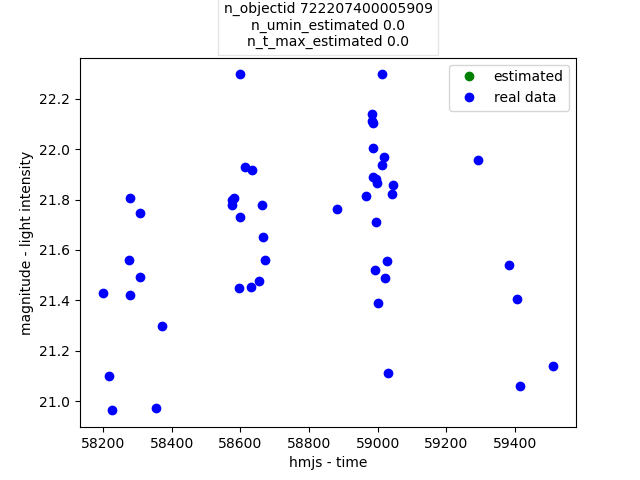 n_objectid 722207400005909
n_umin_estimated 0.0
n_t_max_estimated 0.0
estimated
real data
magnitude - light intensity
22.2
22.0
21.8
21.6
21.4
21.2
21.0
58200 58400 58600 58800 59000 59200 59400
hmjs - time